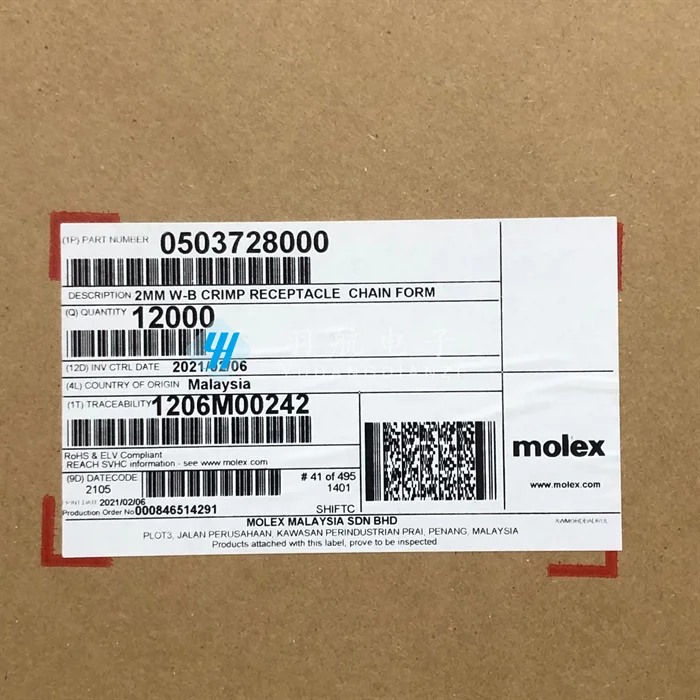 (1P) PART NUMBER 0503728000
DESCRIPTION 2MM W-B CRIMP RECEPTACLE CHAIN FORM
(Q) QUANTITY 12000
(12D) INV CTRL DATE 2021/02/06
(4L) COUNTRY OF ORIGIN Malaysia
(1T) TRACEABILITY 1206M00242
RoHS & ELV Compliant
REACH SVHC information - see www.molex.com
(9D) DATECODE
2105
# 41 of 495
1401
PRINT DATE 2021/02/06
Production Order No 000846514291
SHIFTC
molex
www.molex.com
MOLEX MALAYSIA SDN BHD
PLOT3, JALAN PERUSAHAAN, KAWASAN PERINDUSTRIAN PRAI, PENANG, MALAYSIA
Products attached with this label, prove to be inspected
电子